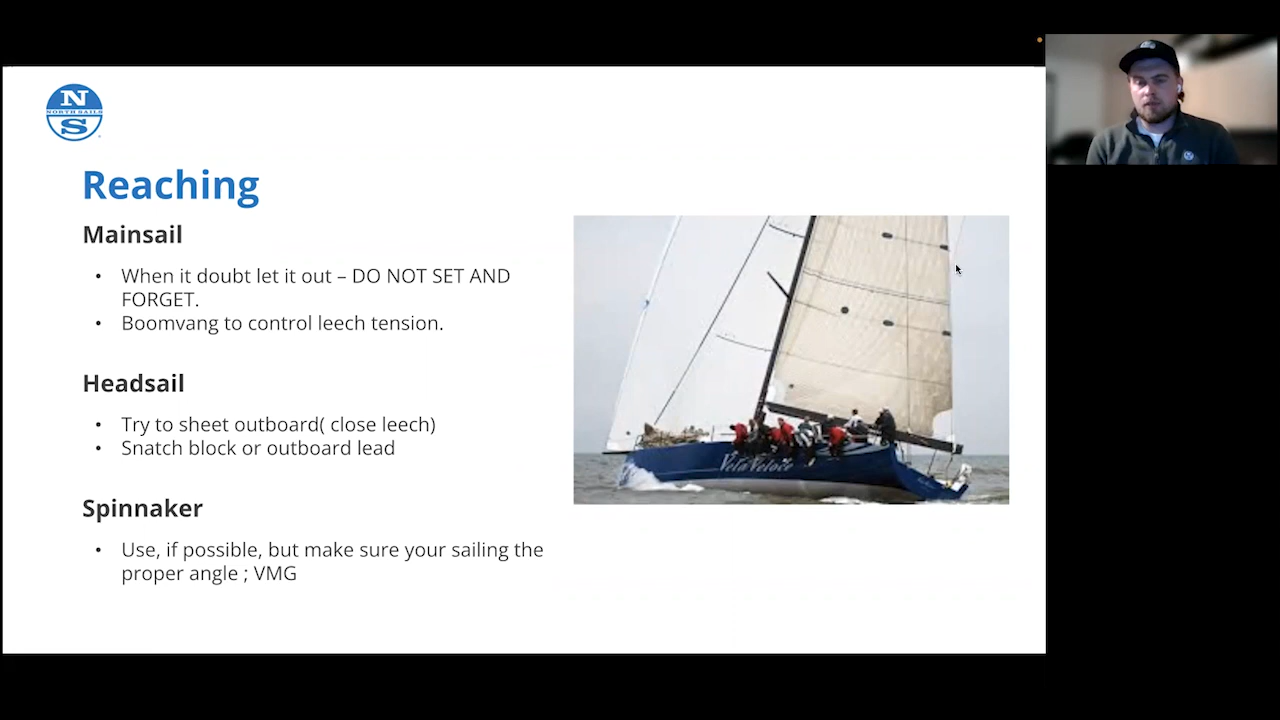 N
NORTH SAILS
S
Reaching
Mainsail
• When it doubt let it out – DO NOT SET AND
FORGET.
• Boomvang to control leech tension.
Headsail
• Try to sheet outboard( close leech)
• Snatch block or outboard lead
Spinnaker
• Use, if possible, but make sure your sailing the
proper angle ; VMG
Vela Veloce